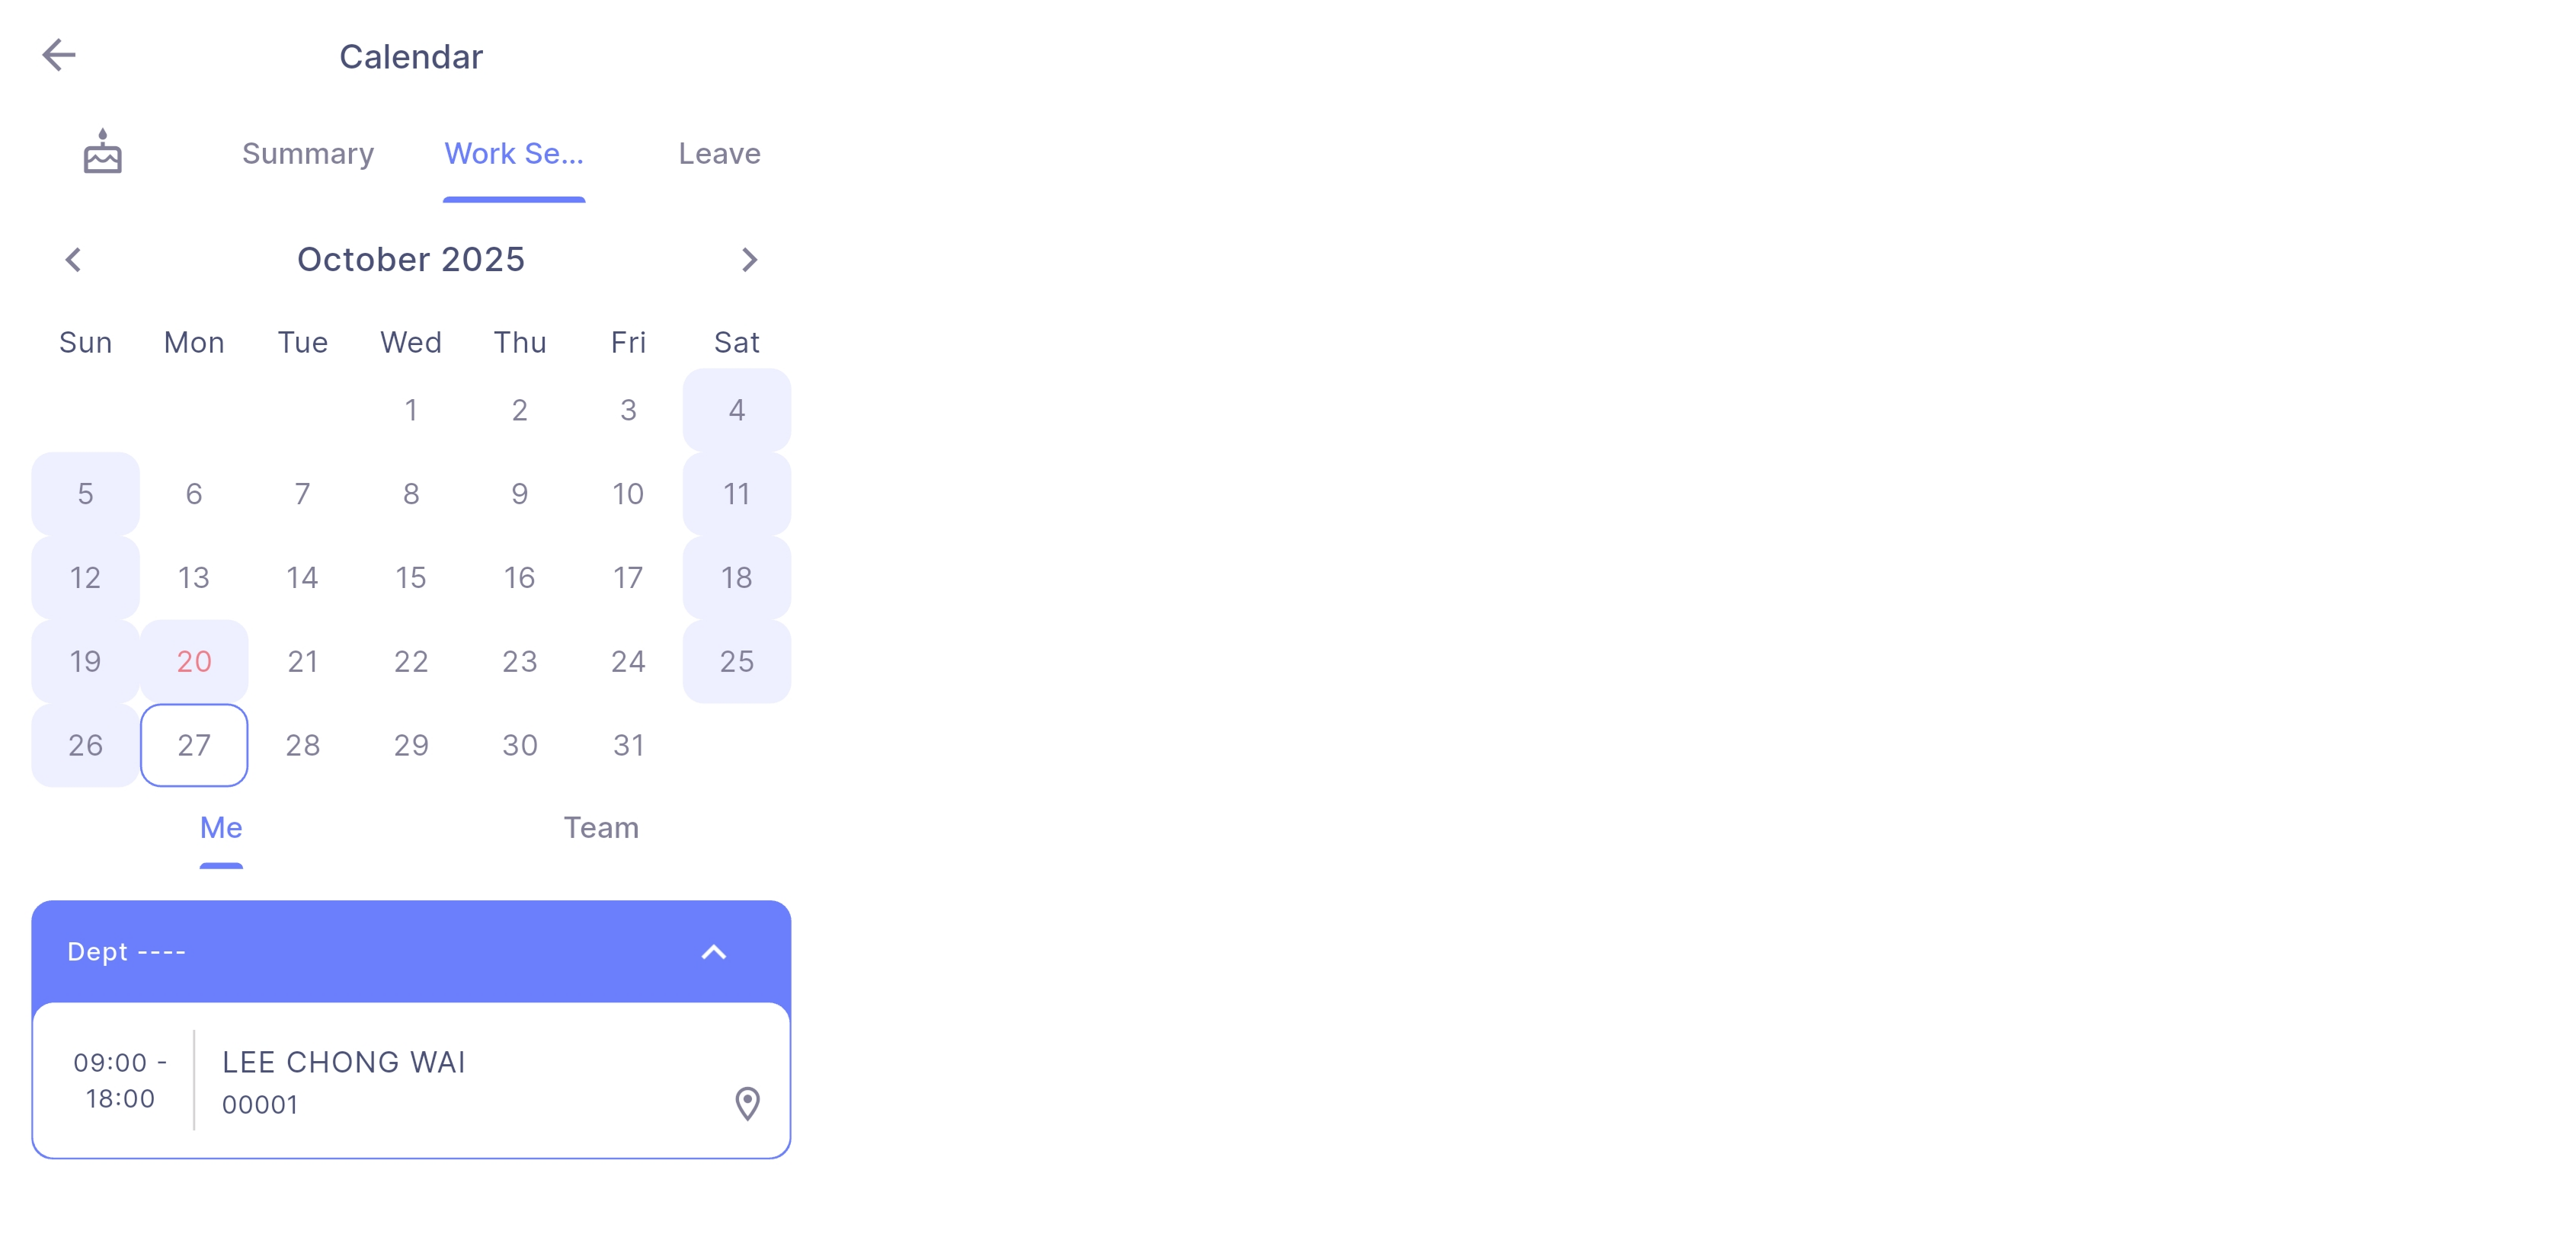 Calendar
Summary Work Se... Leave
October 2025
Sun Mon Tue Wed Thu Fri Sat
1 2 3 4
5 6 7 8 9 10 11
12 13 14 15 16 17 18
19 20 21 22 23 24 25
26 27 28 29 30 31
Me Team
Dept ----
09:00 -
18:00
LEE CHONG WAI
00001